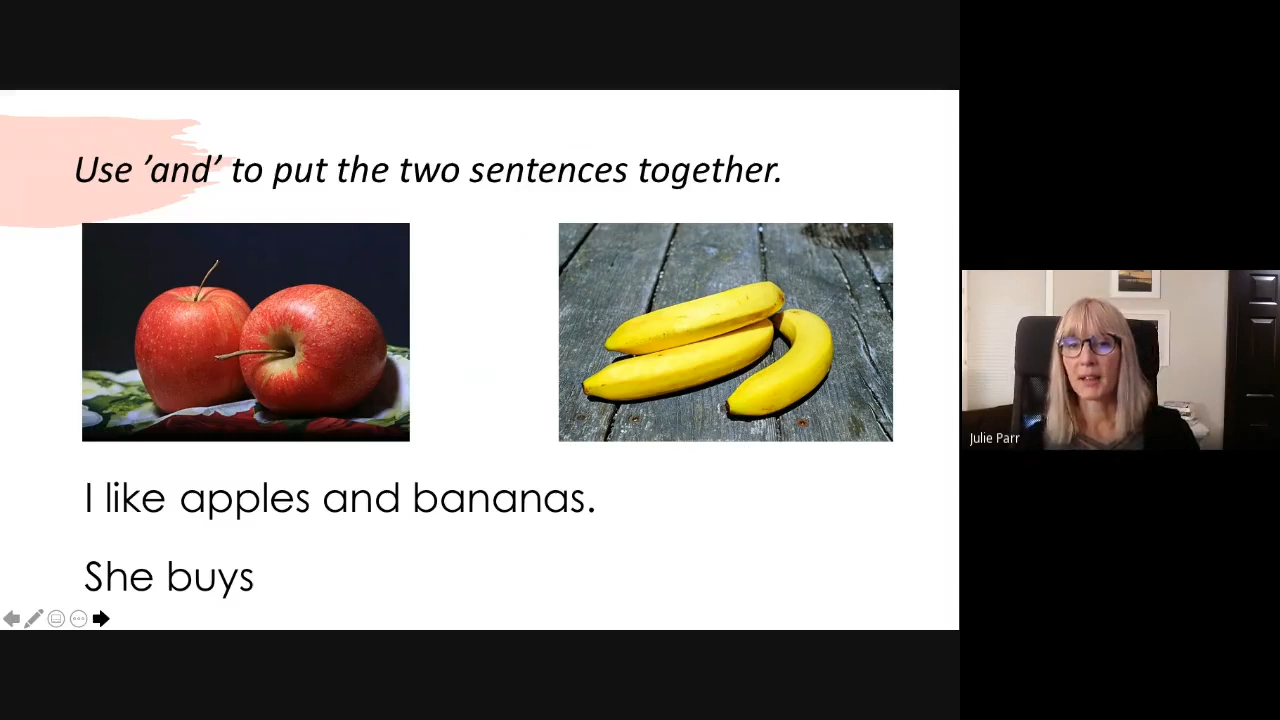 Use ’and’ to put the two sentences together.
I like apples and bananas.
She buys
Julie Parr